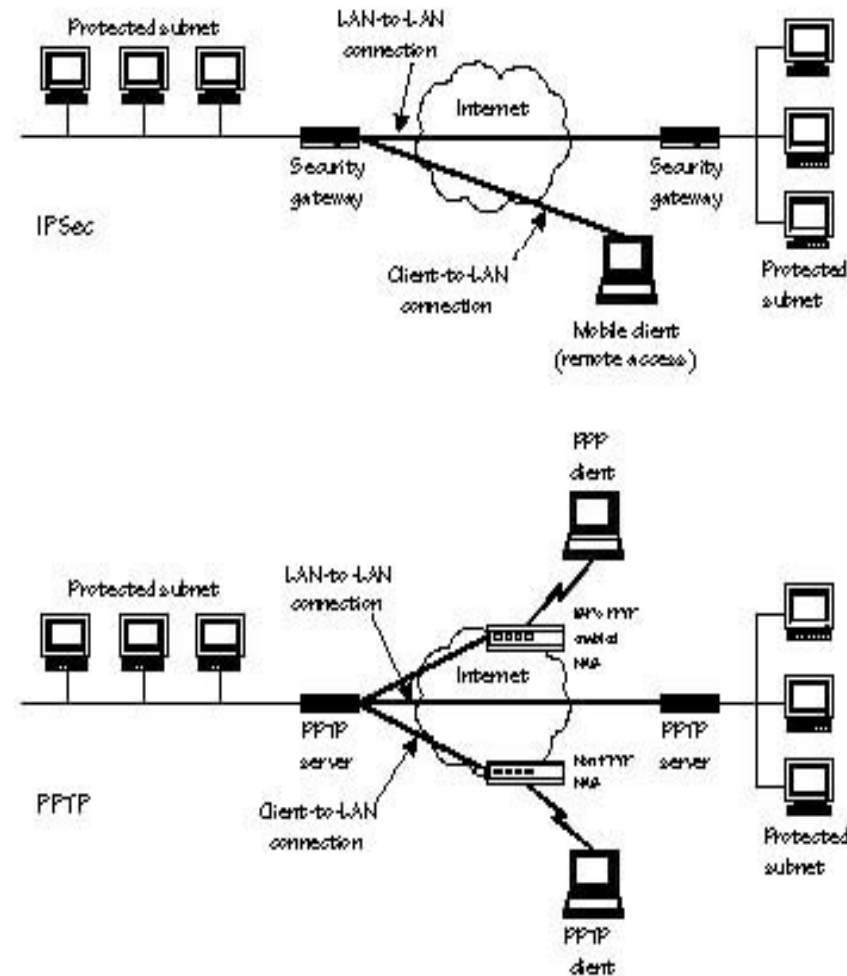 Protected subnet
LAN-to-LAN
connection
Internet
Security
gateway
Security
gateway
IPSec
Client-to-LAN
connection
Protected
subnet
Mobile client
(remote access)
PPP
client
LAN-to-LAN
connection
Protected subnet
enabled
Internet
PPTP
server
PPTP
server
PPTP
Client-to-LAN
connection
Protected
subnet
PPTP
client